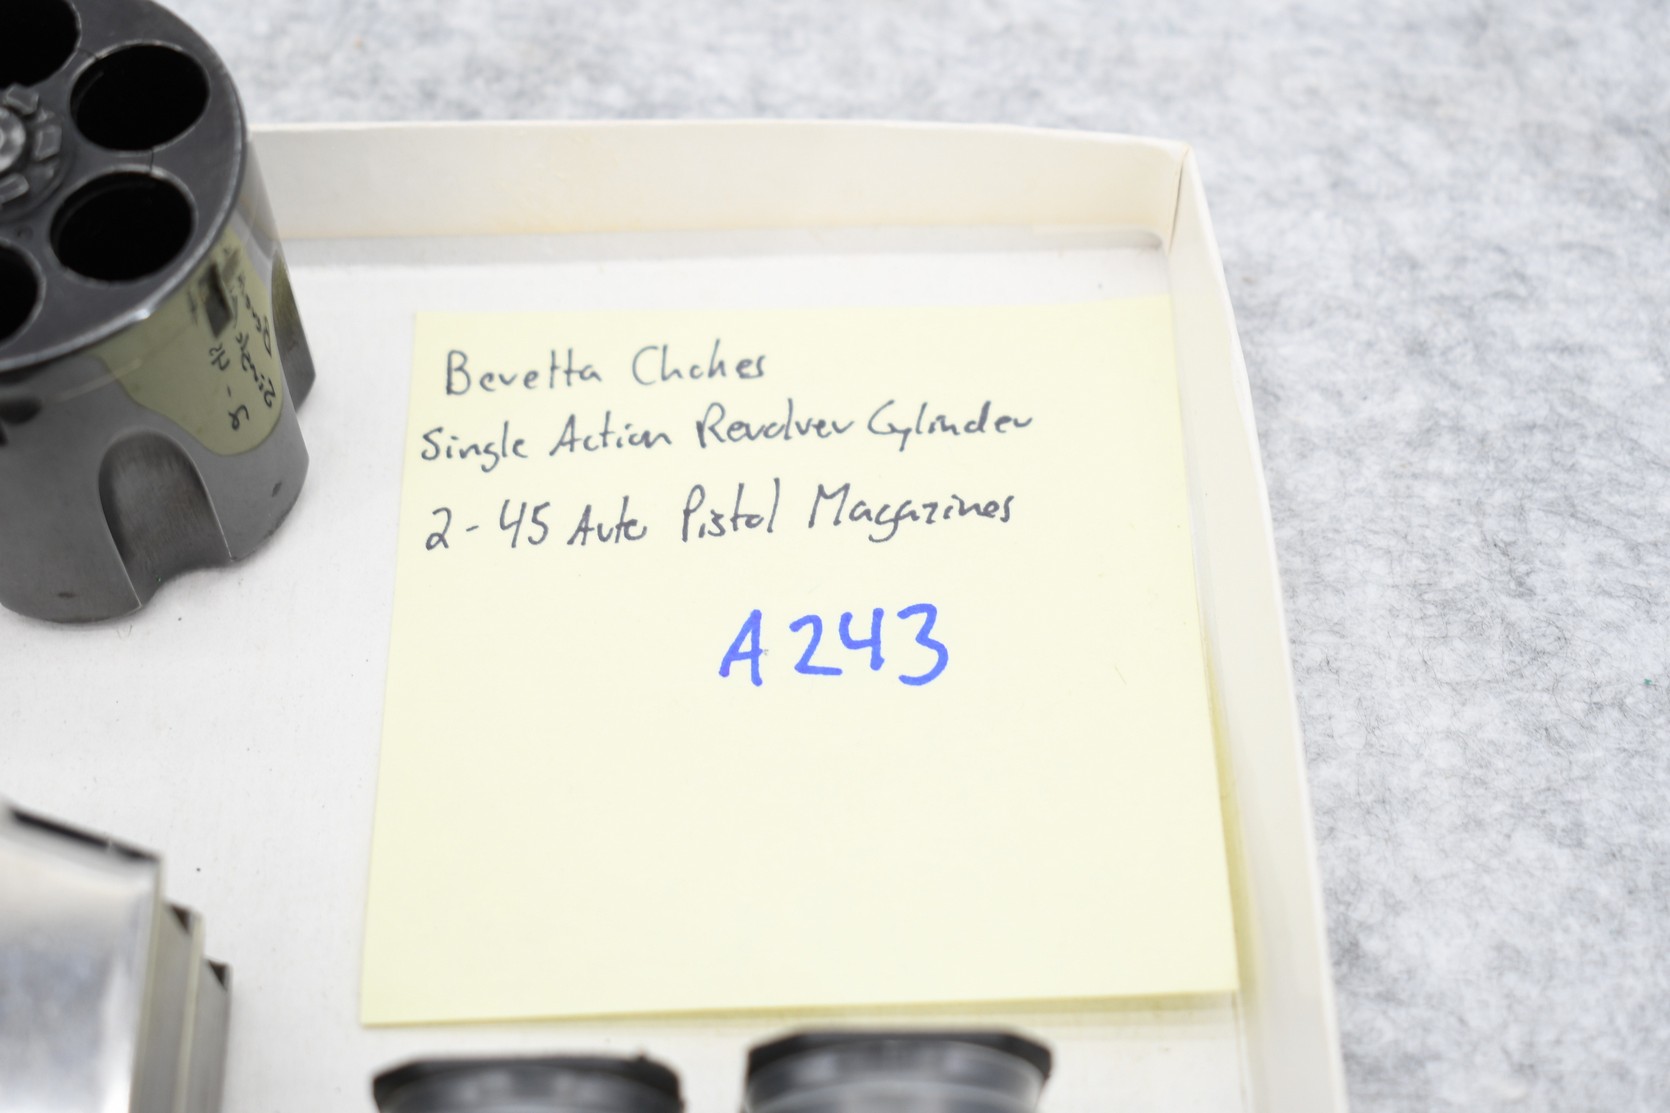 Beretta Chokes
Single Action Revolver Cylinder
2-45 Auto Pistol Magazines
A243